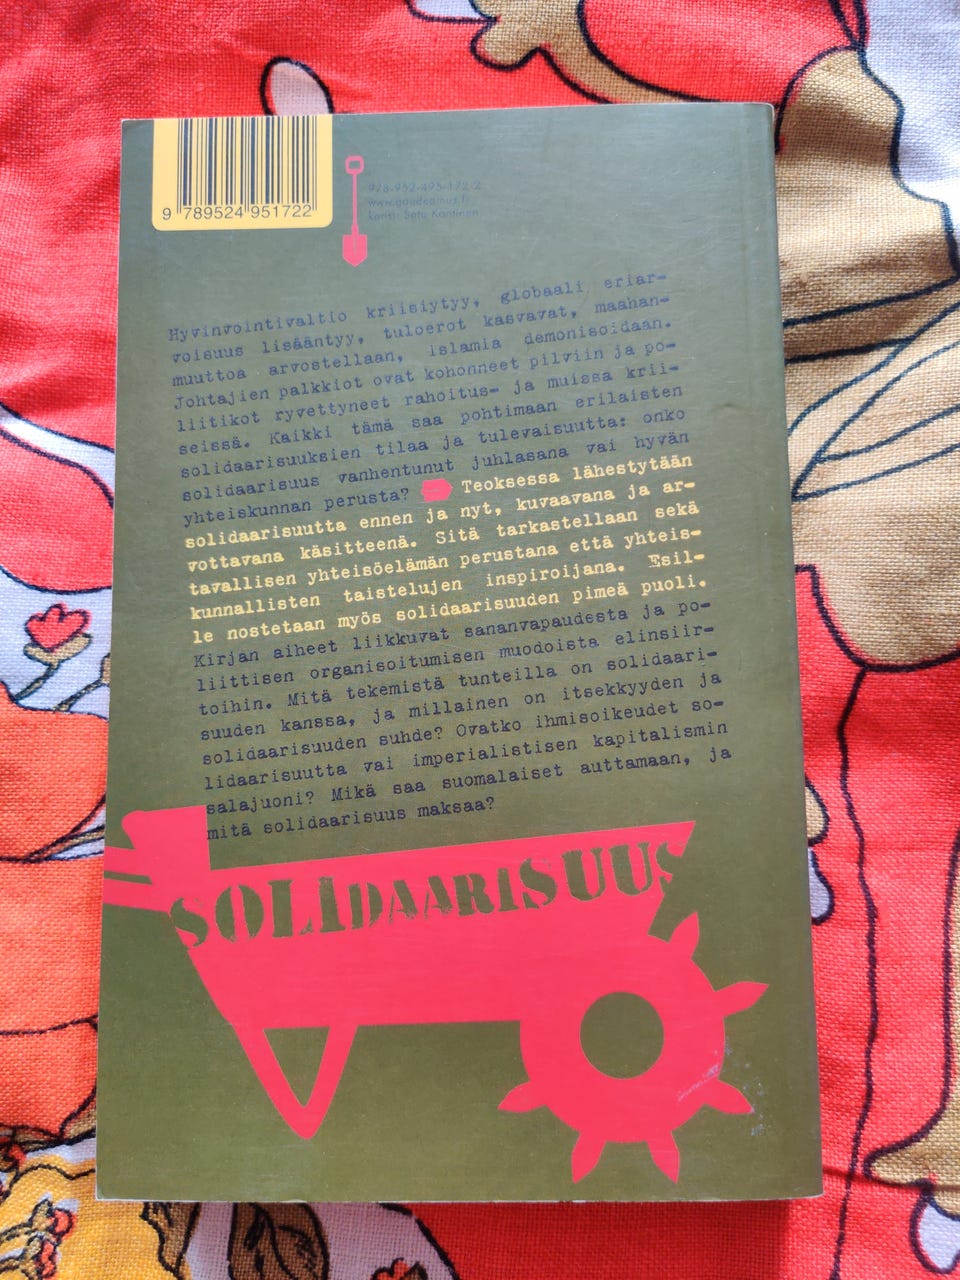 9 789524 951722
978-952-495-172-2
www.gaudeamus.fi
kansi: Satu Kontinen
Hyvinvointivaltio kriisiytyy, globaali eriar-
voisuus lisääntyy, tuloerot kasvavat, maahan-
muuttoa arvostellaan, islamia demonisoidaan.
Johtajien palkkiot ovat kohonneet pilviin ja po-
liitikot ryvettyneet rahoitus- ja muissa krii-
seissä. Kaikki tämä saa pohtimaan erilaisten
solidaarisuuksien tilaa ja tulevaisuutta: onko
solidaarisuus vanhentunut juhlasana vai hyvän
yhteiskunnan perusta? Teoksessa lähestytään
solidaarisuutta ennen ja nyt, kuvaavana ja ar-
vottavana käsitteenä. Sitä tarkastellaan sekä
tavallisen yhteisöelämän perustana että yhteis-
kunnallisten taistelujen inspiroijana. Esil-
le nostetaan myös solidaarisuuden pimeä puoli.
Kirjan aiheet liikkuvat sananvapaudesta ja po-
liittisen organisoitumisen muodoista elinsiir-
toihin. Mitä tekemistä tunteilla on solidaari-
suuden kanssa, ja millainen on itsekkyyden ja
solidaarisuuden suhde? Ovatko ihmisoikeudet so-
lidaarisuutta vai imperialistisen kapitalismin
salajuoni? Mikä saa suomalaiset auttamaan, ja
mitä solidaarisuus maksaa?
SOLIDAARISUUS